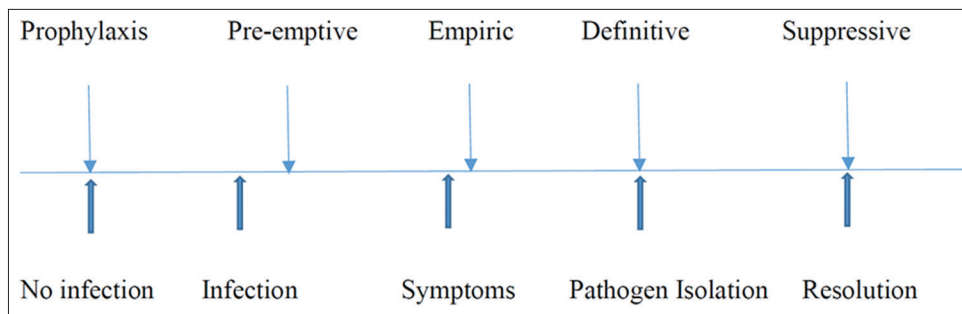 Prophylaxis Pre-emptive Empiric Definitive Suppressive
No infection Infection Symptoms Pathogen Isolation Resolution